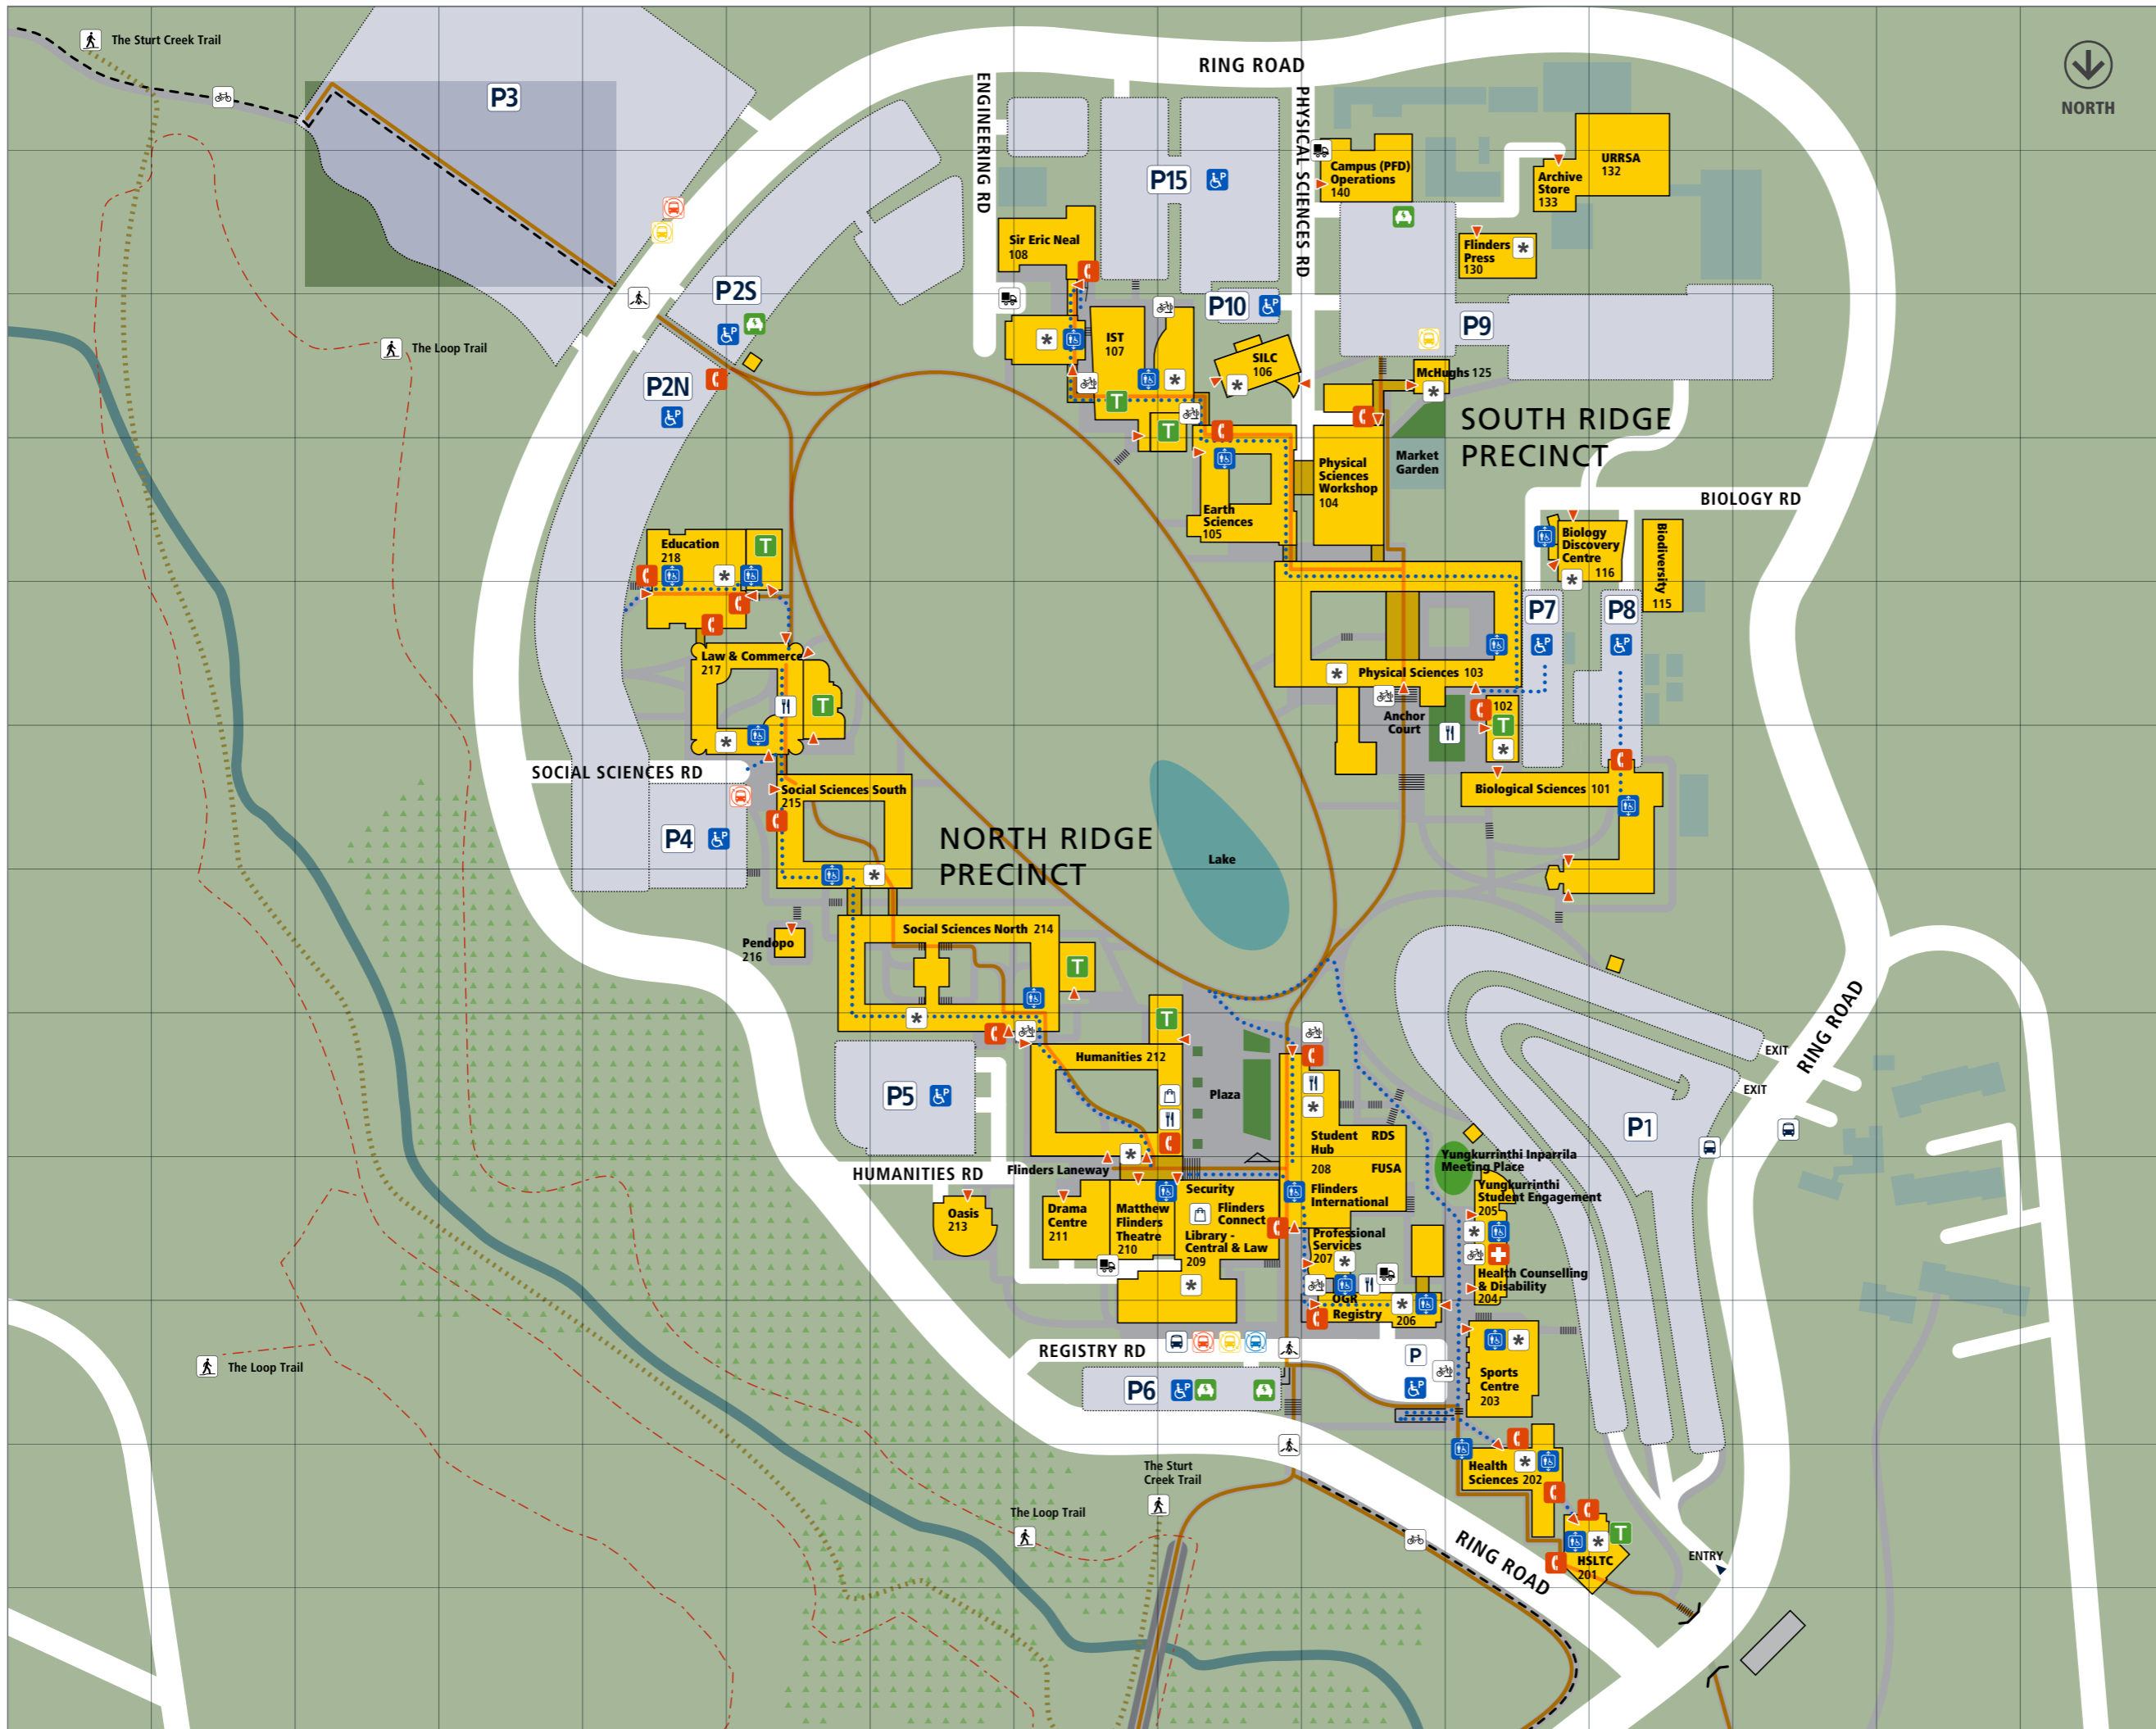 The Sturt Creek Trail
P3
RING ROAD
NORTH
ENGINEERING RD
PHYSICAL SCIENCES RD
P15
P
Campus (PFD)
Operations
140
URRSA
132
Archive
Store
133
Sir Eric Neal
108
Flinders
Press
130
P2S
P
P10
P
P9
IST
107
SILC
106
The Loop Trail
P2N
P
McHughs 125
T
T
SOUTH RIDGE
PRECINCT
Market
Garden
Physical
Sciences
Workshop
104
Earth
Sciences
105
BIOLOGY RD
Education
218
T
Biology
Discovery
Centre
116
Biodiversity
115
P7
P
P8
P
Law & Commerce
217
T
Physical Sciences 103
Anchor
Court
102
T
SOCIAL SCIENCES RD
Social Sciences South
215
Biological Sciences 101
P4
P
NORTH RIDGE
PRECINCT
Lake
Social Sciences North 214
Pendopo
216
T
T
RING ROAD
EXIT
EXIT
Humanities 212
Plaza
P5
P
P1
Student
Hub
208
RDS
FUSA
Flinders
International
Yungkurrinthi Inparrila
Meeting Place
Yungkurrinthi
Student Engagement
205
HUMANITIES RD
Flinders Laneway
Oasis
213
Drama
Centre
211
Matthew
Flinders
Theatre
210
Security
Flinders
Connect
Library -
Central & Law
209
Professional
Services
207
Health Counselling
& Disability
204
OGR
Registry
206
REGISTRY RD
P
P
P6
P
Sports
Centre
203
The Loop Trail
Health
Sciences 202
The Sturt
Creek Trail
The Loop Trail
RING ROAD
T
HSLTC
201
ENTRY